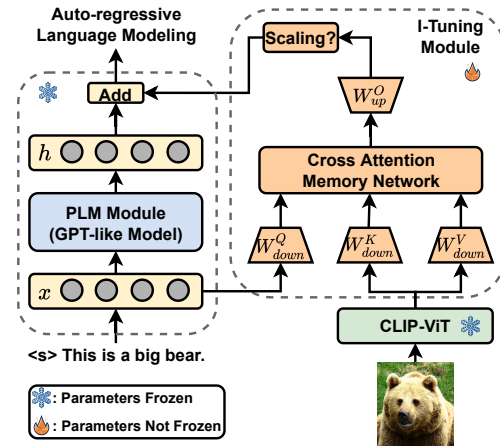 Auto-regressive
Language Modeling
Scaling?
I-Tuning
Module
Add
W^O_up
h
Cross Attention
Memory Network
PLM Module
(GPT-like Model)
W^Q_down
W^K_down
W^V_down
x
CLIP-ViT
<s> This is a big bear.
: Parameters Frozen
: Parameters Not Frozen